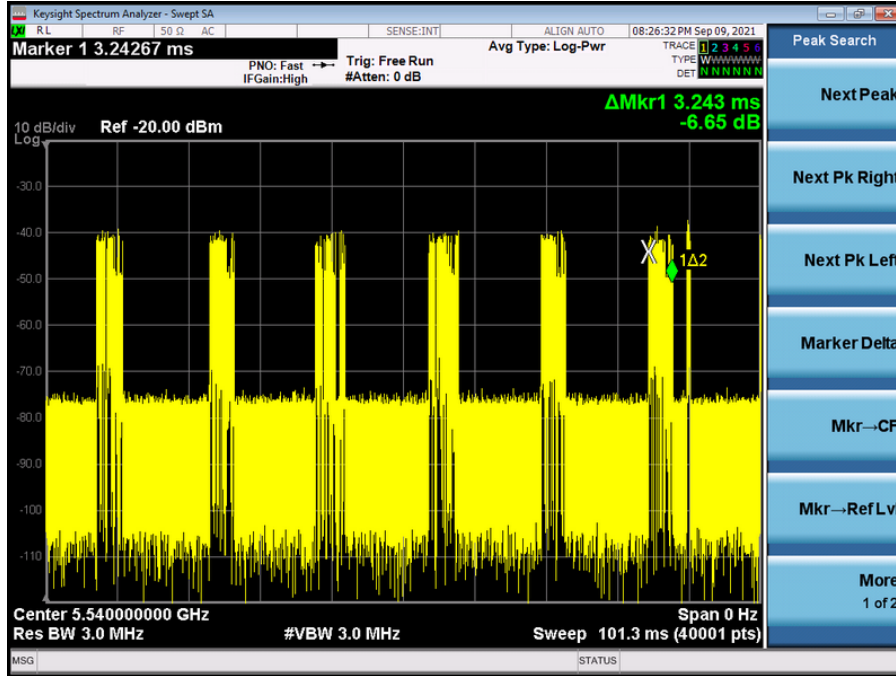 Keysight Spectrum Analyzer - Swept SA
LXI RL RF 50 Ω AC SENSE:INT ALIGN AUTO 08:26:32 PM Sep 09, 2021
Marker 1 3.24267 ms
PNO: Fast
IFGain:High
Trig: Free Run
#Atten: 0 dB
Avg Type: Log-Pwr
TRACE 1 2 3 4 5 6
TYPE WWWWWW
DET N N N N N N
ΔMkr1 3.243 ms
-6.65 dB
10 dB/div Ref -20.00 dBm
Log
-30.0
-40.0
-50.0
-60.0
-70.0
-80.0
-90.0
-100
-110
X
1Δ2
Center 5.540000000 GHz
Span 0 Hz
Res BW 3.0 MHz
#VBW 3.0 MHz
Sweep 101.3 ms (40001 pts)
MSG
STATUS
Peak Search
Next Peak
Next Pk Right
Next Pk Left
Marker Delta
Mkr→CF
Mkr→Ref Lv
More
1 of 2